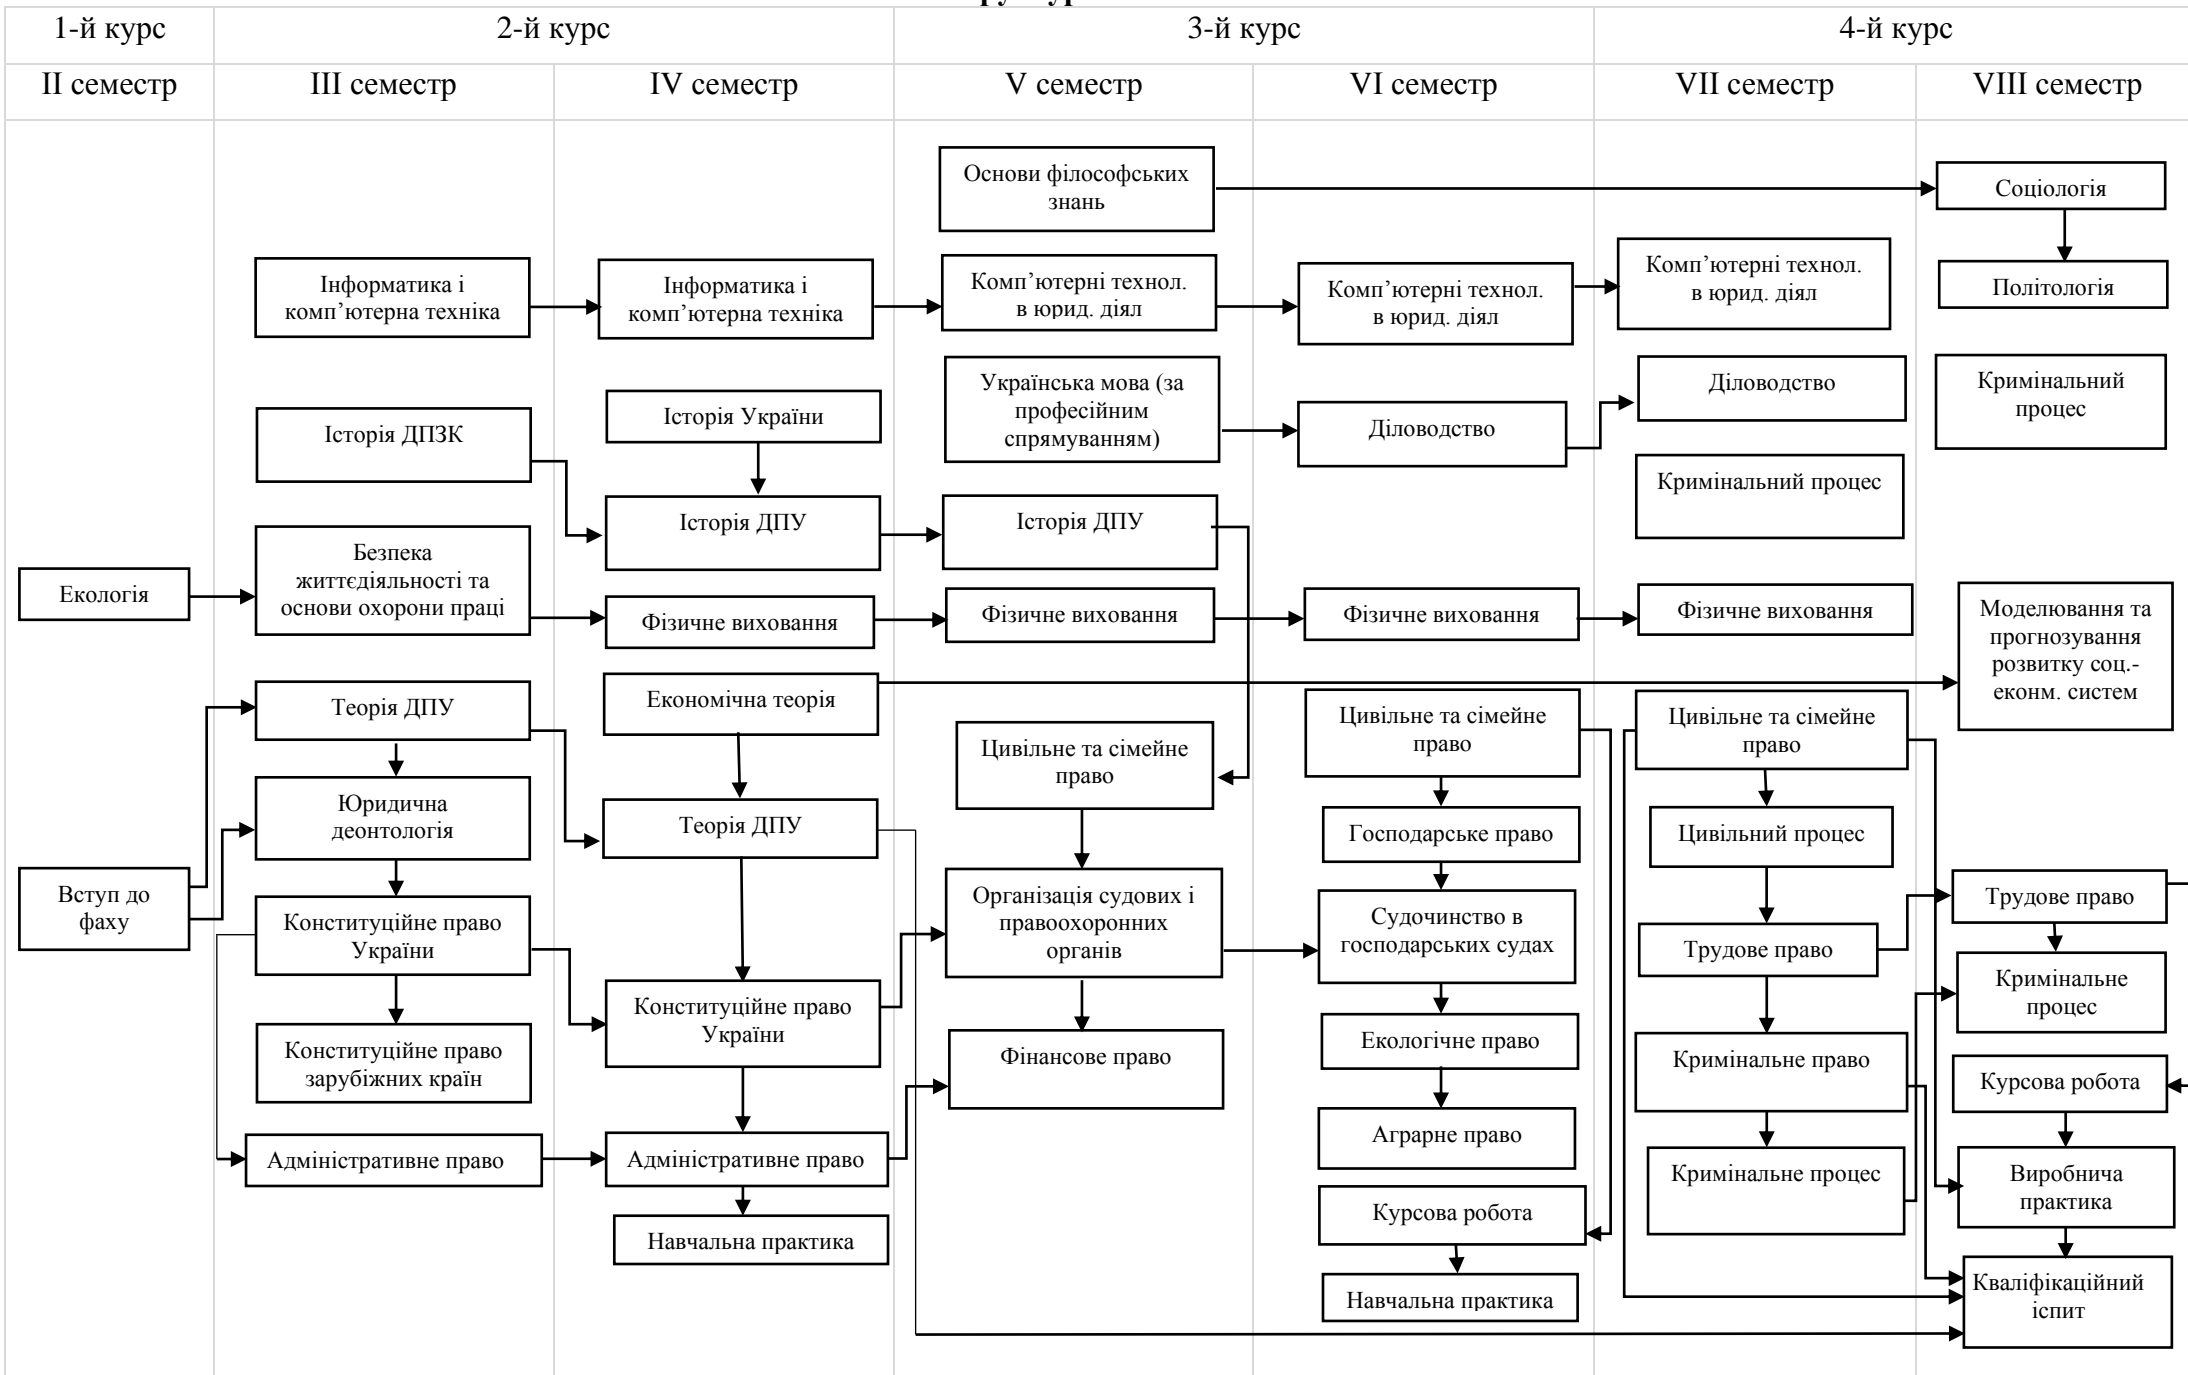 1-й курс
2-й курс
3-й курс
4-й курс
II семестр
III семестр
IV семестр
V семестр
VI семестр
VII семестр
VIII семестр
Екологія
Вступ до
фаху
Інформатика і
комп’ютерна техніка
Історія ДПЗК
Безпека
життєдіяльності та
основи охорони праці
Теорія ДПУ
Юридична
деонтологія
Конституційне право
України
Конституційне право
зарубіжних країн
Адміністративне право
Інформатика і
комп’ютерна техніка
Історія України
Історія ДПУ
Фізичне виховання
Економічна теорія
Теорія ДПУ
Конституційне право
України
Адміністративне право
Навчальна практика
Основи філософських
знань
Комп’ютерні технол.
в юрид. діял
Українська мова (за
професійним
спрямуванням)
Історія ДПУ
Фізичне виховання
Цивільне та сімейне
право
Організація судових і
правоохоронних
органів
Фінансове право
Комп’ютерні технол.
в юрид. діял
Діловодство
Фізичне виховання
Цивільне та сімейне
право
Господарське право
Судочинство в
господарських судах
Екологічне право
Аграрне право
Курсова робота
Навчальна практика
Комп’ютерні технол.
в юрид. діял
Діловодство
Кримінальний процес
Фізичне виховання
Цивільне та сімейне
право
Цивільний процес
Трудове право
Кримінальне право
Кримінальне процес
Соціологія
Політологія
Кримінальний
процес
Моделювання та
прогнозування
розвитку соц.-
еконм. систем
Трудове право
Кримінальне
процес
Курсова робота
Виробнича
практика
Кваліфікаційний
іспит